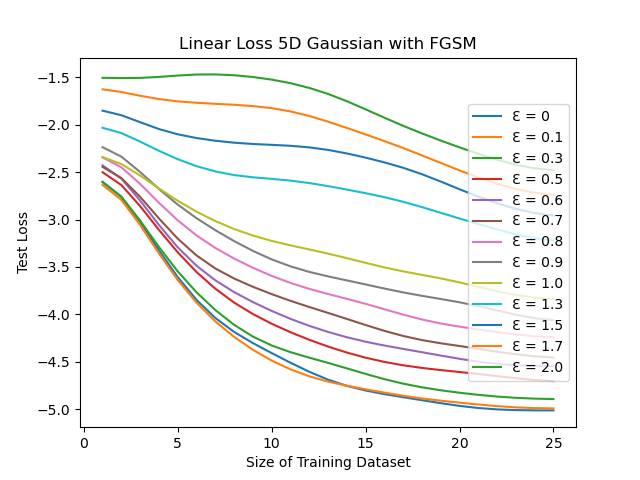 Linear Loss 5D Gaussian with FGSM
Test Loss
−1.5
−2.0
−2.5
−3.0
−3.5
−4.0
−4.5
−5.0
Ɛ = 0
Ɛ = 0.1
Ɛ = 0.3
Ɛ = 0.5
Ɛ = 0.6
Ɛ = 0.7
Ɛ = 0.8
Ɛ = 0.9
Ɛ = 1.0
Ɛ = 1.3
Ɛ = 1.5
Ɛ = 1.7
Ɛ = 2.0
0 5 10 15 20 25
Size of Training Dataset